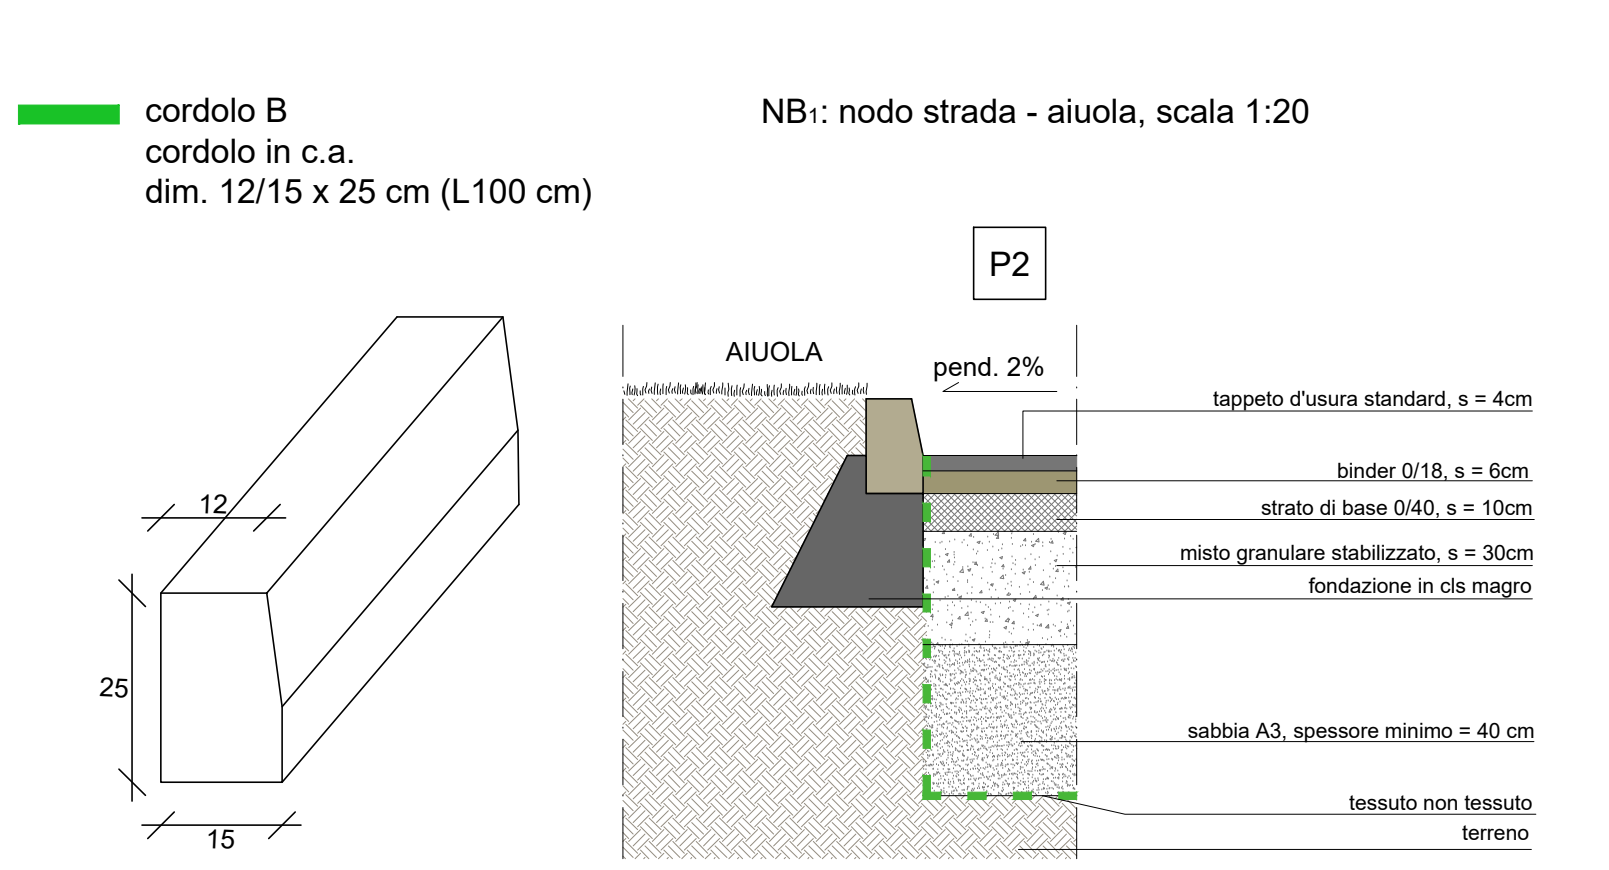 cordolo B
cordolo in c.a.
dim. 12/15 x 25 cm (L100 cm)
NB1: nodo strada - aiuola, scala 1:20
P2
AIUOLA
pend. 2%
tappeto d'usura standard, s = 4cm
binder 0/18, s = 6cm
strato di base 0/40, s = 10cm
misto granulare stabilizzato, s = 30cm
fondazione in cls magro
sabbia A3, spessore minimo = 40 cm
tessuto non tessuto
terreno
12
25
15